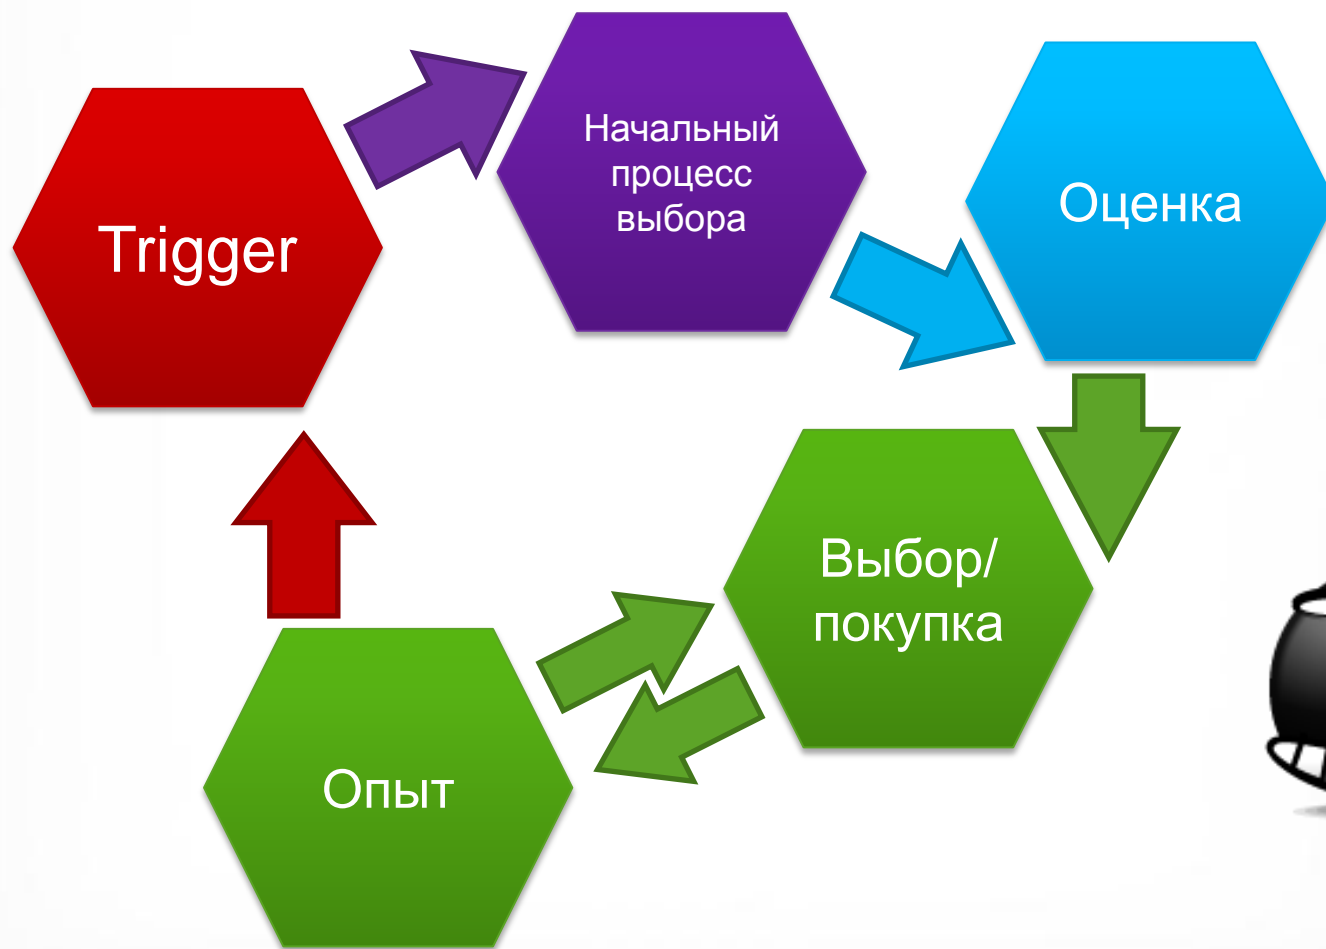 Trigger
Начальный
процесс
выбора
Оценка
Выбор/
покупка
Опыт